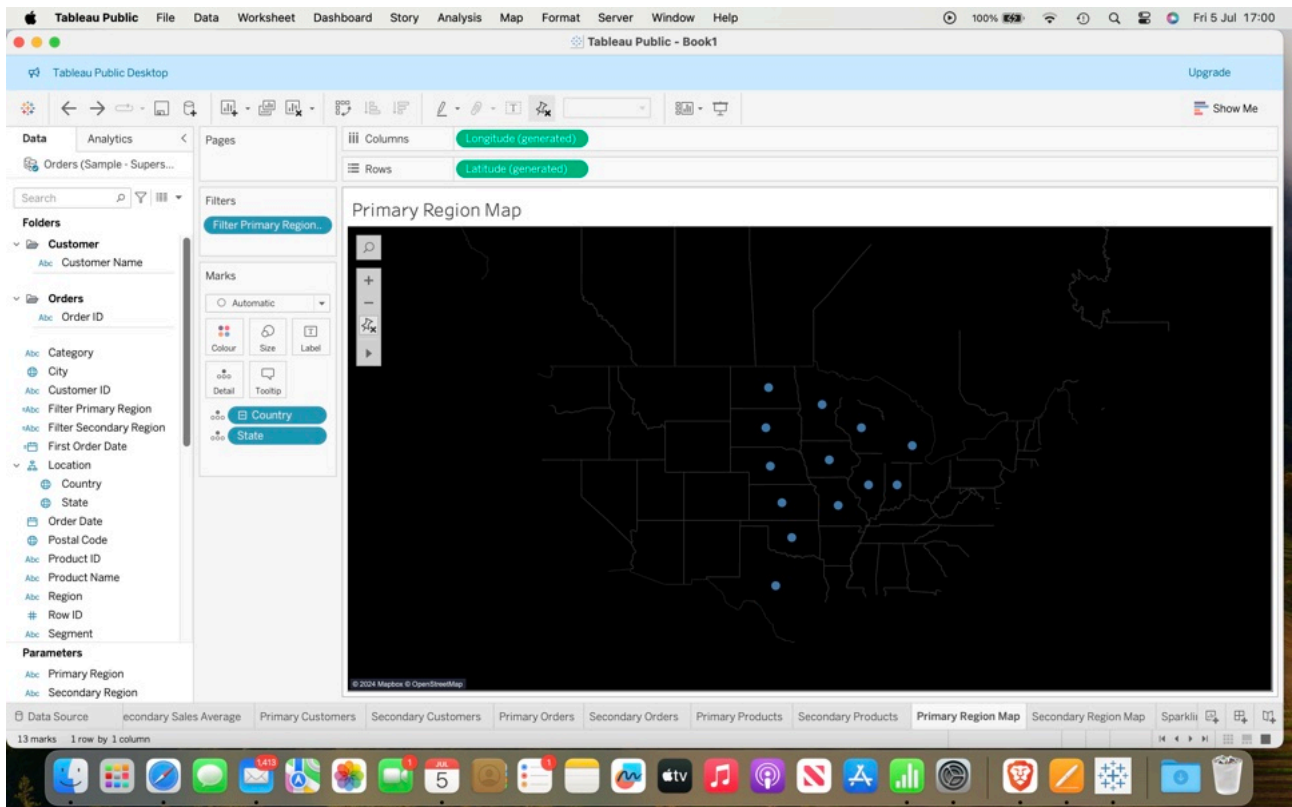 Tableau Public File Data Worksheet Dashboard Story Analysis Map Format Server Window Help 100% Fri 5 Jul 17:00
Tableau Public - Book1
Tableau Public Desktop Upgrade
Show Me
Data Analytics
Orders (Sample - Supers...
Search
Folders
Customer
Abc Customer Name
Orders
Abc Order ID
Abc Category
City
Abc Customer ID
Abc Filter Primary Region
Abc Filter Secondary Region
First Order Date
Location
Country
State
Order Date
Postal Code
Abc Product ID
Abc Product Name
Abc Region
# Row ID
Abc Segment
Parameters
Abc Primary Region
Abc Secondary Region
Pages
Filters
Filter Primary Region..
Marks
Automatic
Colour Size Label
Detail Tooltip
Country
State
Columns Longitude (generated)
Rows Latitude (generated)
Primary Region Map
© 2024 Mapbox © OpenStreetMap
Data Source econdary Sales Average Primary Customers Secondary Customers Primary Orders Secondary Orders Primary Products Secondary Products Primary Region Map Secondary Region Map Sparkli
13 marks 1 row by 1 column
1,413 1 JUL 5 1 tv